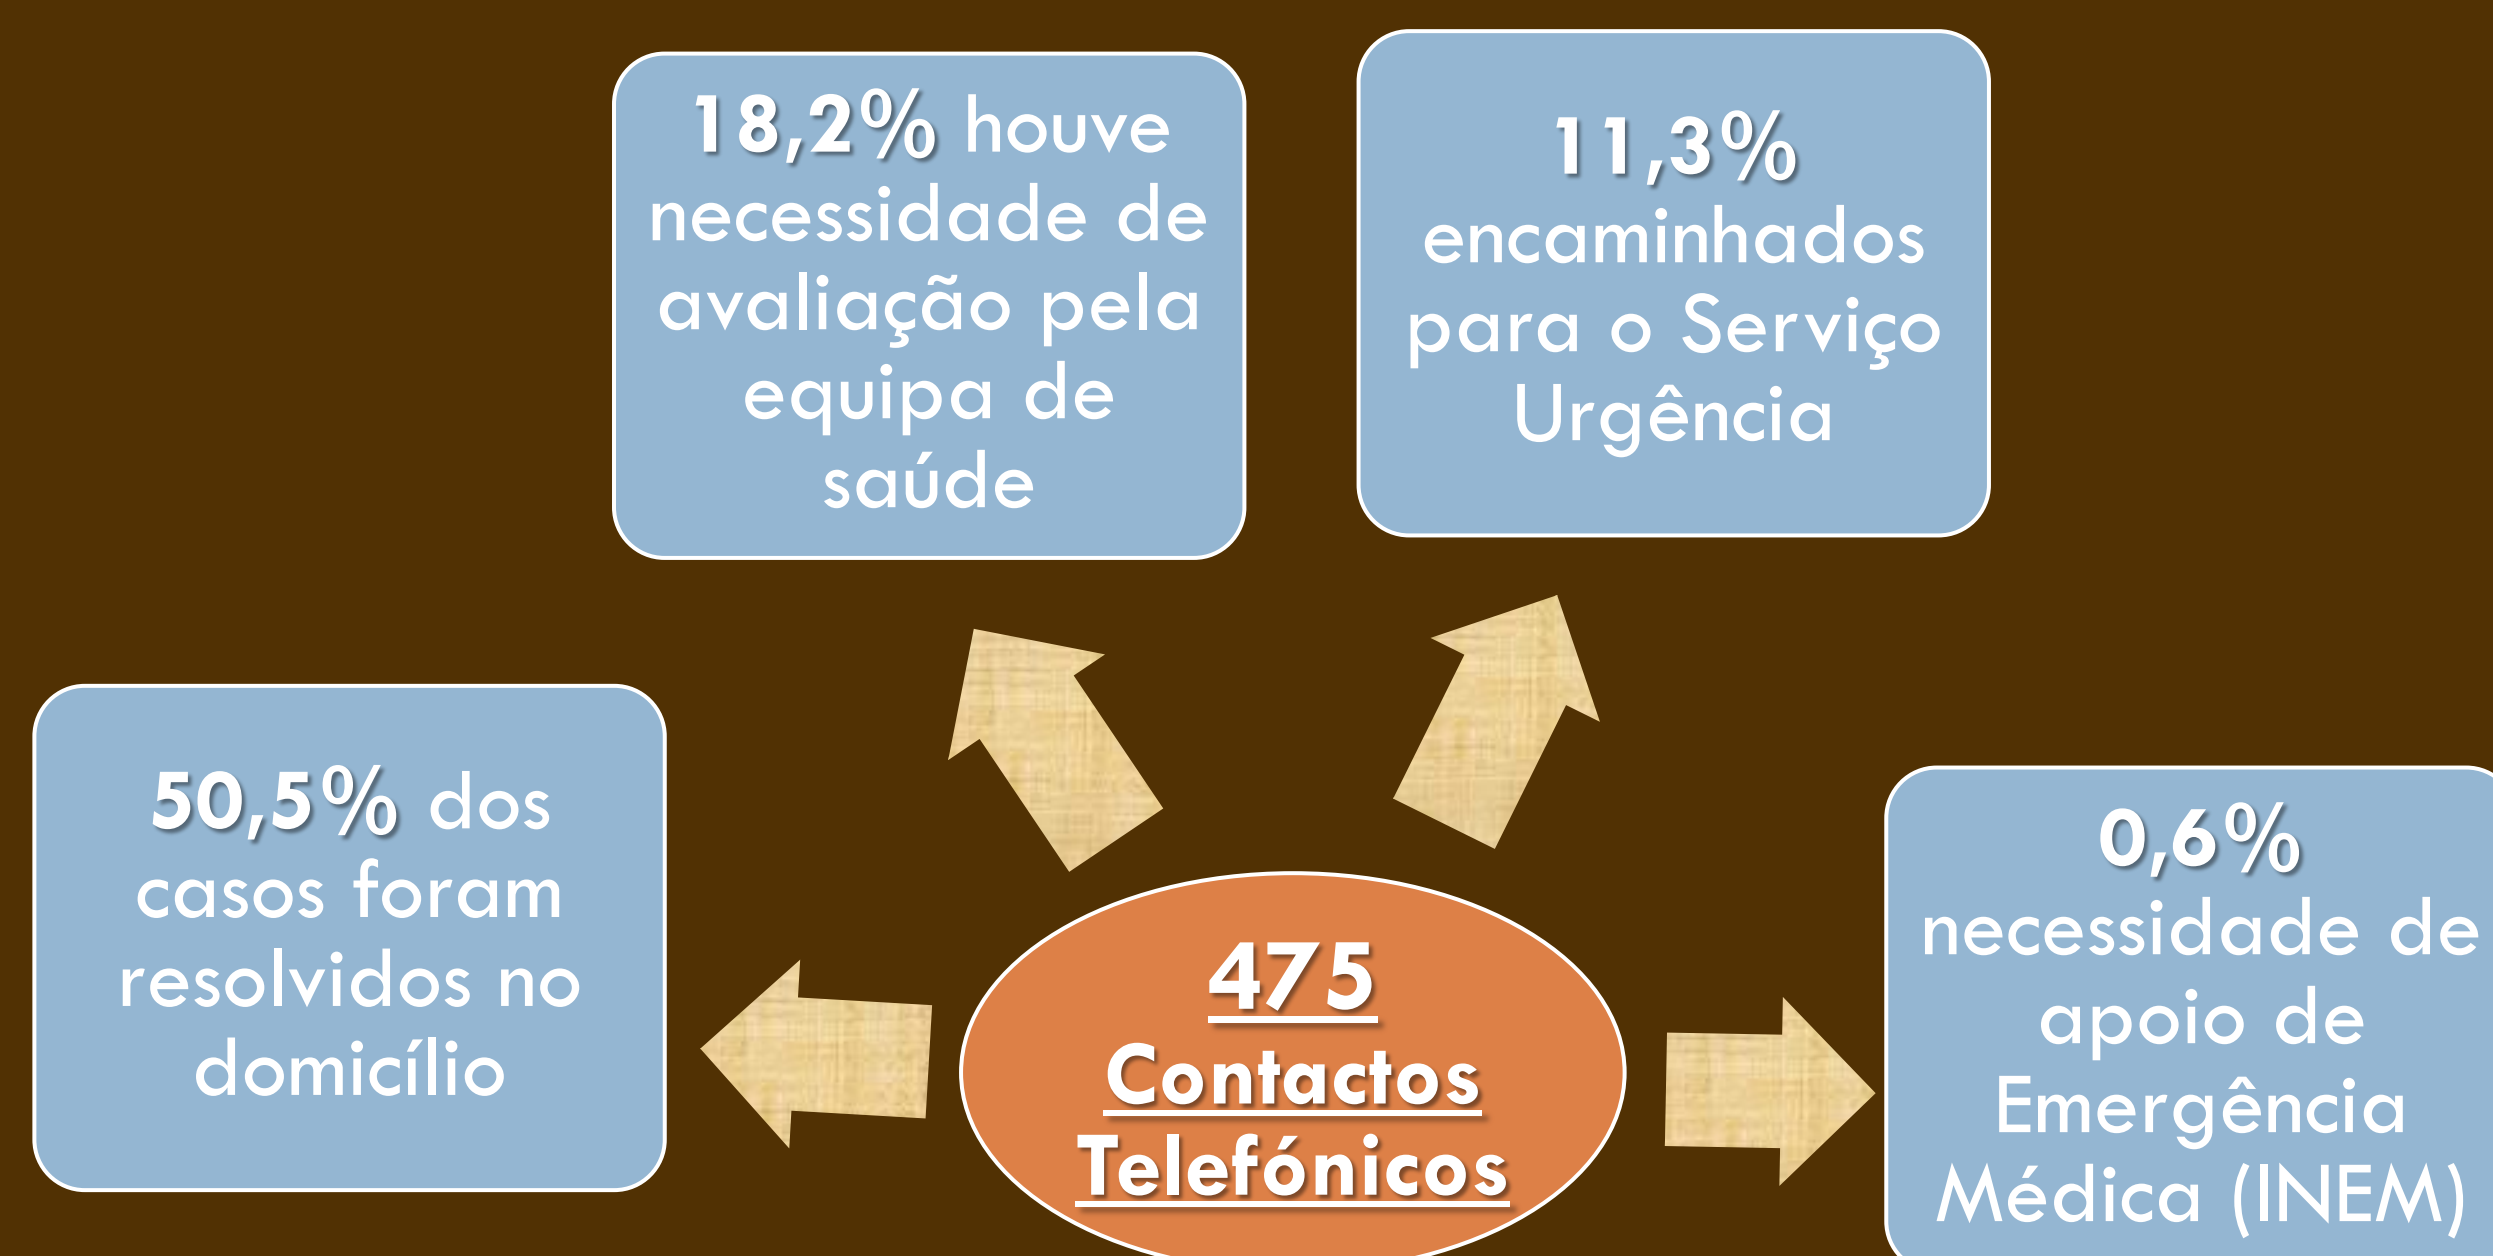 18,2% houve
necessidade de
avaliação pela
equipa de
saúde
11,3%
encaminhados
para o Serviço
Urgência
50,5% dos
casos foram
resolvidos no
domicílio
0,6%
necessidade de
apoio de
Emergência
Médica (INEM)
475
Contactos
Telefónicos